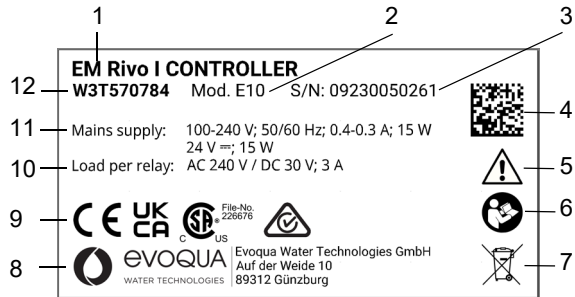 1
2
3
EM Rivo I CONTROLLER
12
W3T570784 Mod. E10 S/N: 09230050261
4
11
Mains supply: 100-240 V; 50/60 Hz; 0.4-0.3 A; 15 W
24 V ⎓; 15 W
10
Load per relay: AC 240 V / DC 30 V; 3 A
5
9
CE UK
CA
C SA ® US
File-No.
226676
6
8
evoqua
WATER TECHNOLOGIES
Evoqua Water Technologies GmbH
Auf der Weide 10
89312 Günzburg
7